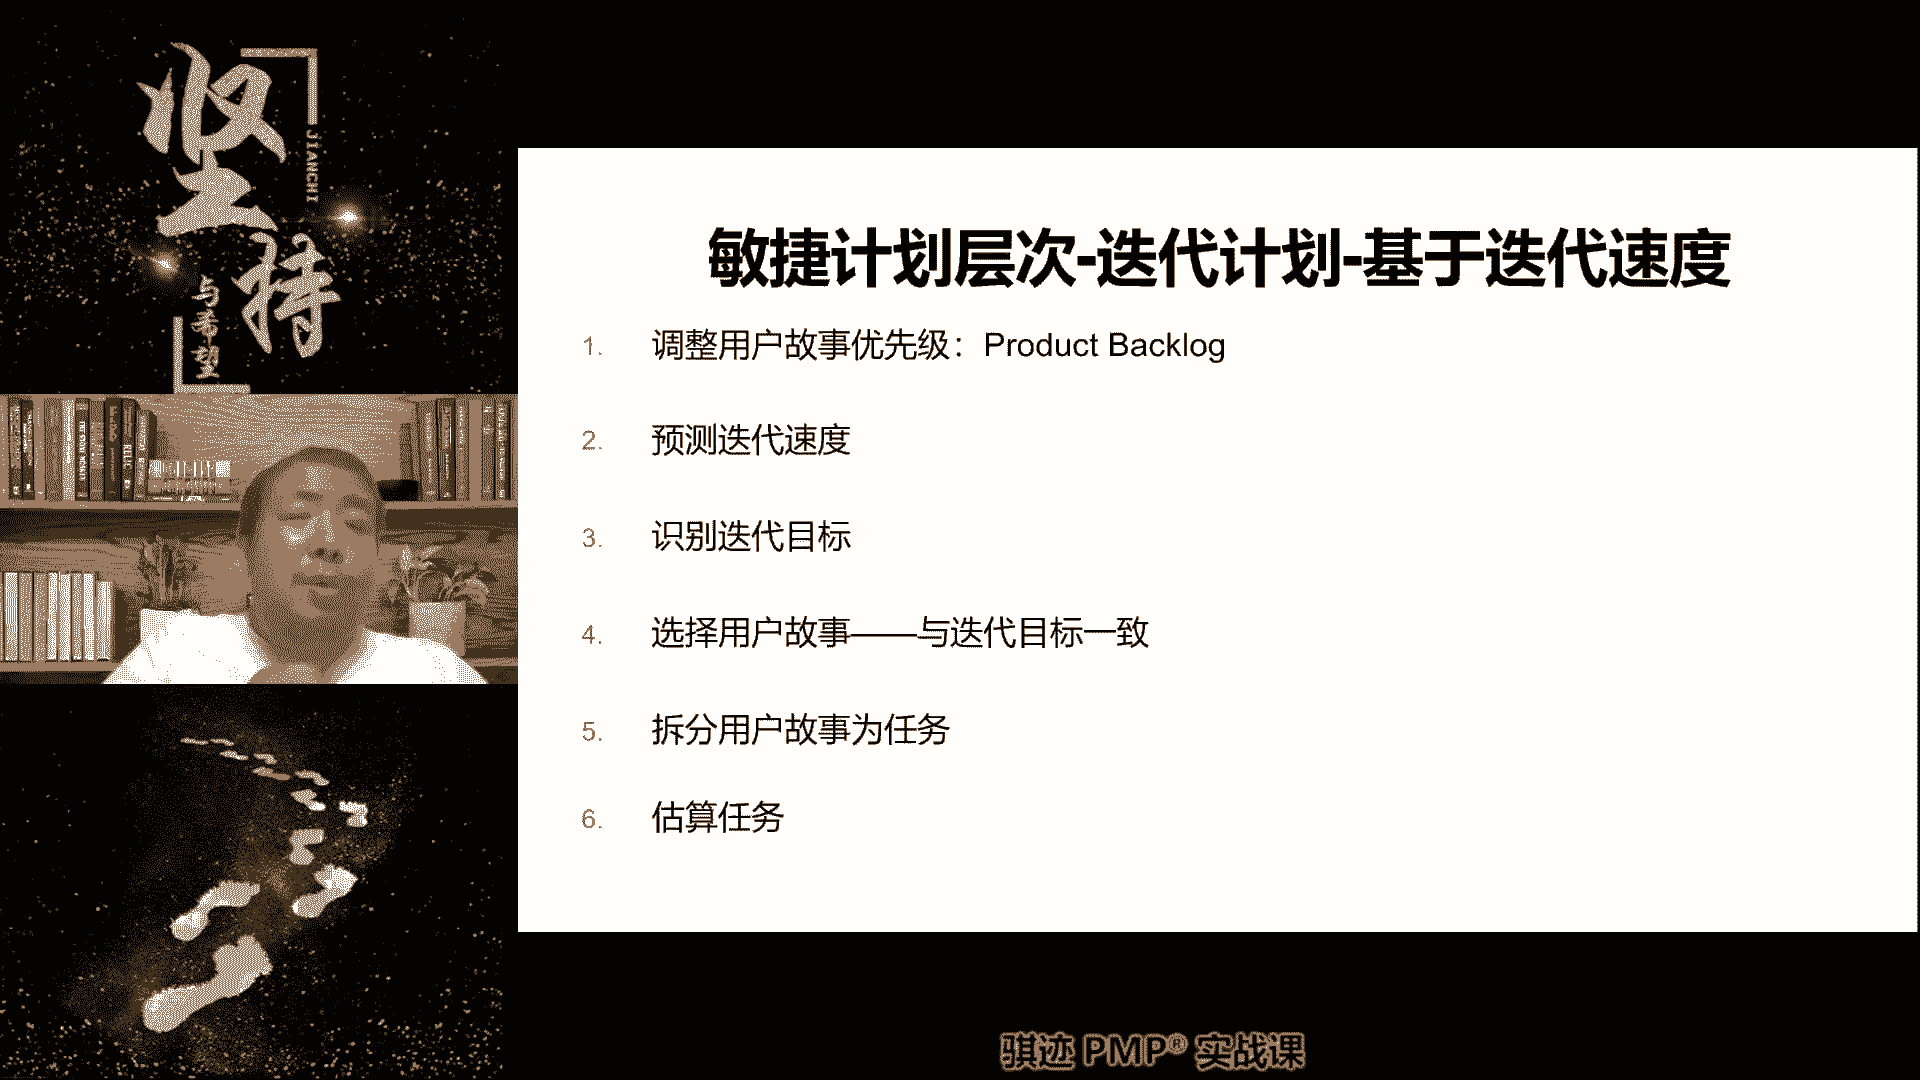 坚持
JIANCHI
与希望
敏捷计划层次-迭代计划-基于迭代速度
1. 调整用户故事优先级：Product Backlog
2. 预测迭代速度
3. 识别迭代目标
4. 选择用户故事——与迭代目标一致
5. 拆分用户故事为任务
6. 估算任务
骐迹 PMP® 实战课